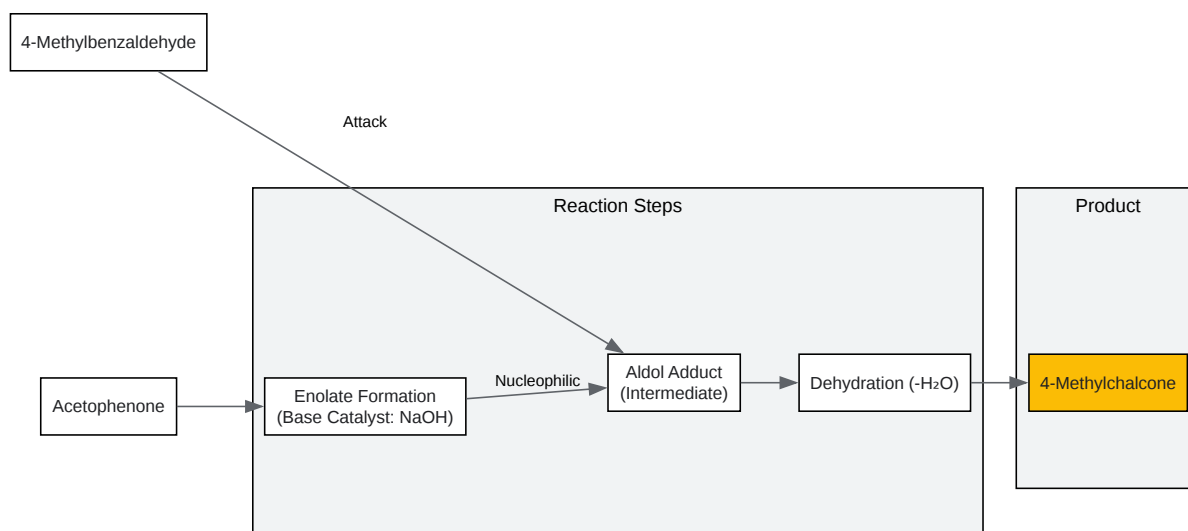 4-Methylbenzaldehyde
Attack
Reaction Steps
Product
Acetophenone
Enolate Formation
(Base Catalyst: NaOH)
Nucleophilic
Aldol Adduct
(Intermediate)
Dehydration (-H₂O)
4-Methylchalcone